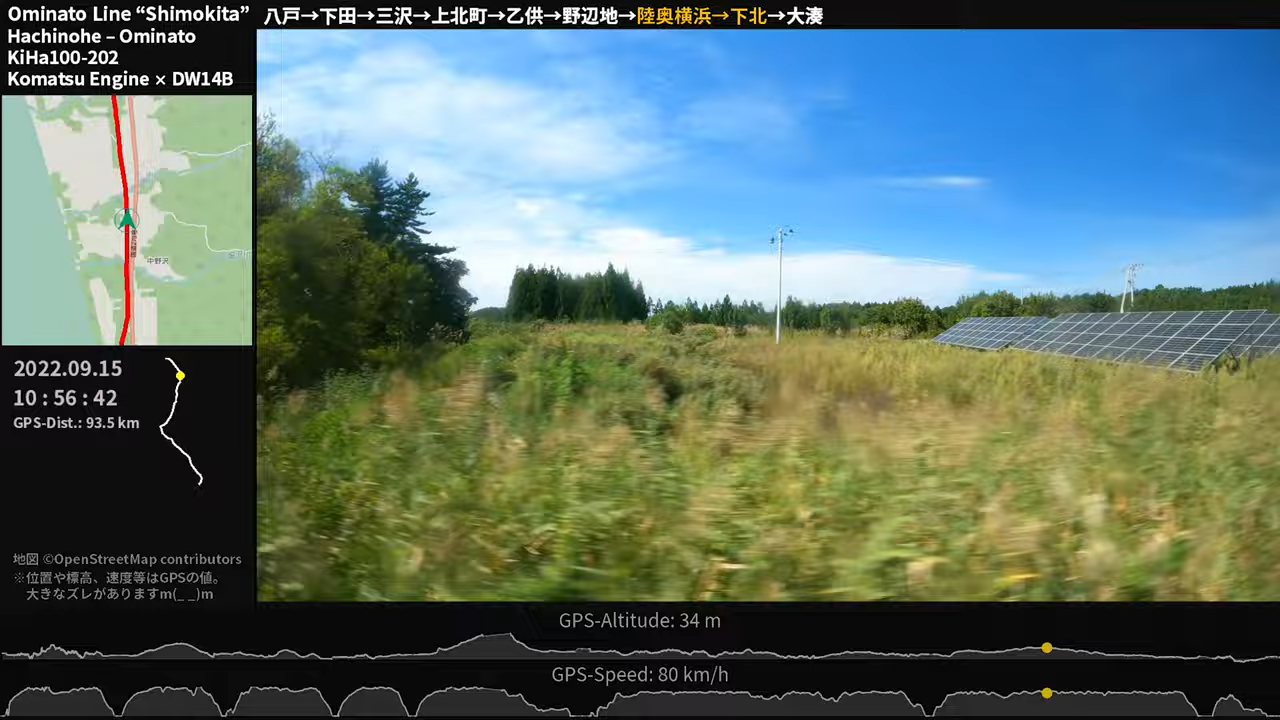 Ominato Line “Shimokita”
Hachinohe – Ominato
KiHa100-202
Komatsu Engine × DW14B
八戸→下田→三沢→上北町→乙供→野辺地→陸奥横浜→下北→大湊
中野沢
2022.09.15
10 : 56 : 42
GPS-Dist.: 93.5 km
地図 ©OpenStreetMap contributors
※位置や標高、速度等はGPSの値。
大きなズレがありますm(_ _)m
GPS-Altitude: 34 m
GPS-Speed: 80 km/h